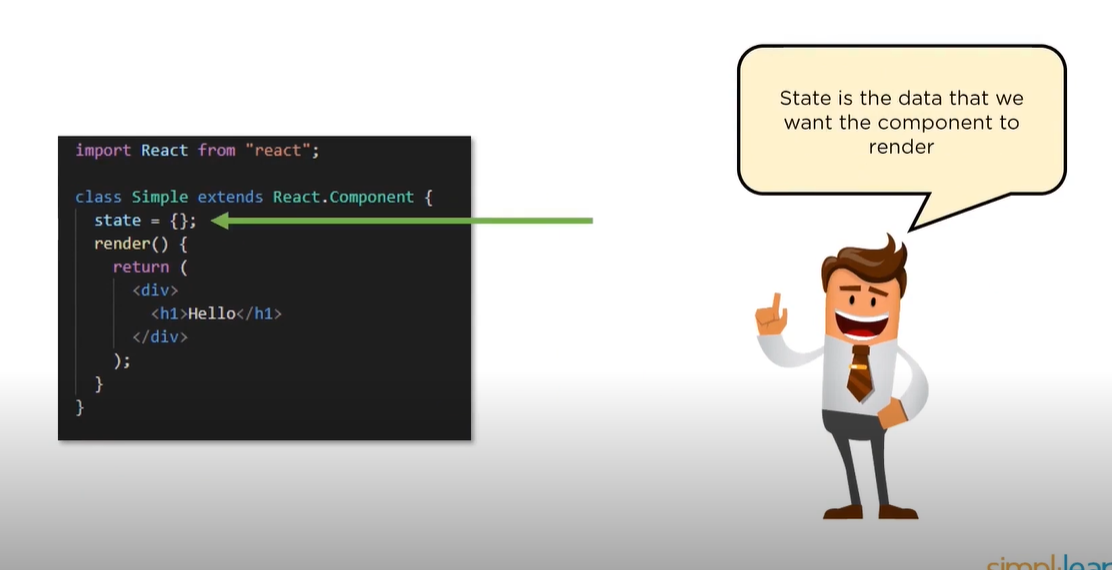 import React from "react";
class Simple extends React.Component {
state = {};
render() {
return (
<div>
<h1>Hello</h1>
</div>
);
}
}
State is the data that we
want the component to
render